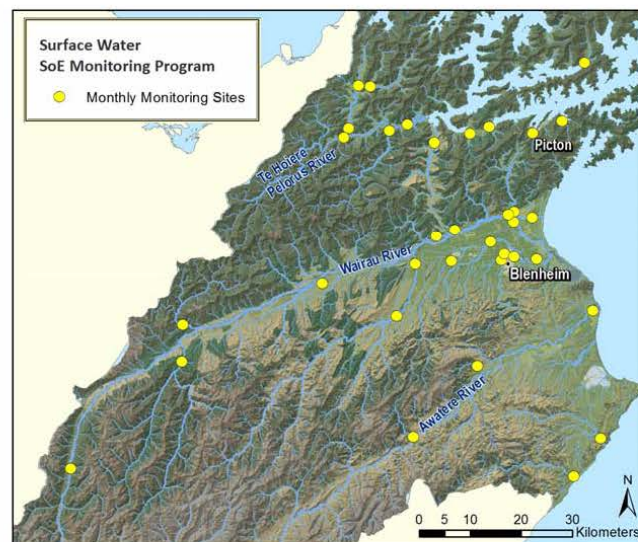 Surface Water
SoE Monitoring Program
Monthly Monitoring Sites
Te Hoiere
Pelorus River
Picton
Wairau River
Blenheim
Awatere River
N
0 5 10 20 30
Kilometers